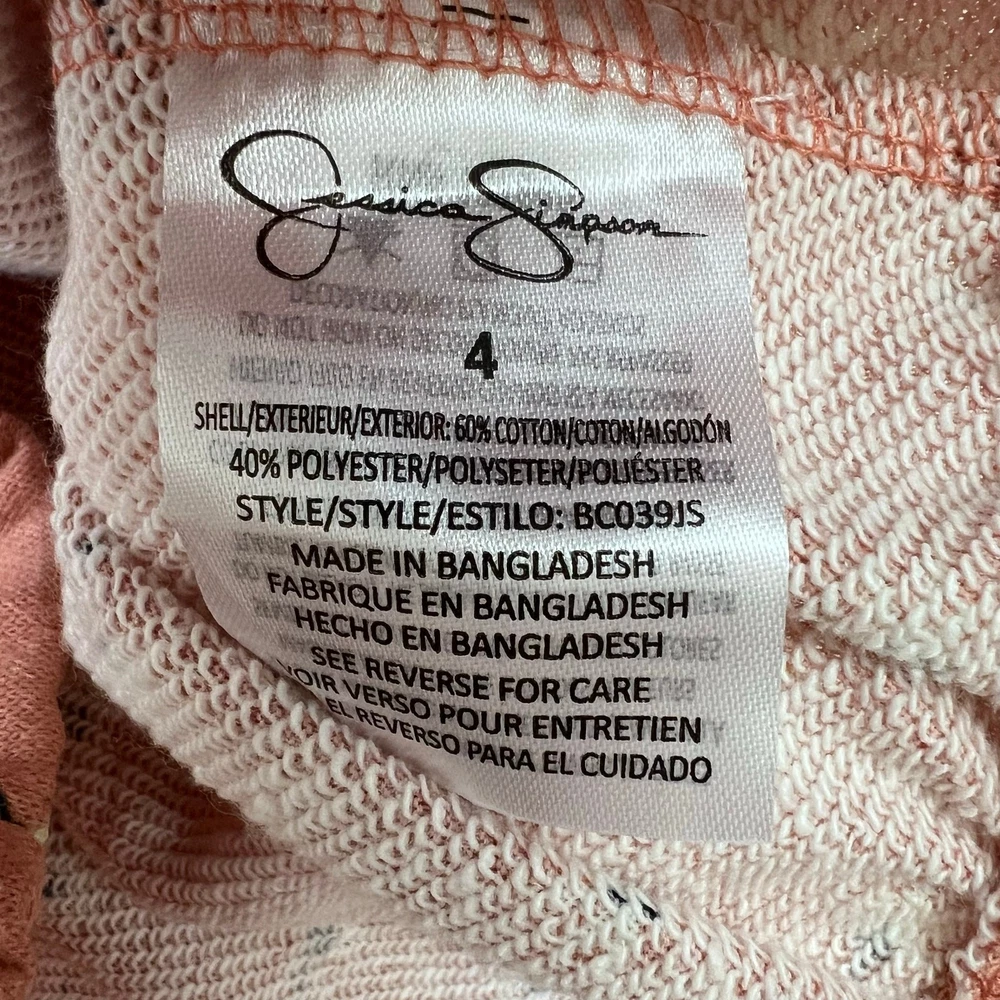 Jessica Simpson
4
SHELL/EXTERIEUR/EXTERIOR: 60% COTTON/COTON/ALGODÓN
40% POLYESTER/POLYSETER/POLIÉSTER
STYLE/STYLE/ESTILO: BC039JS
MADE IN BANGLADESH
FABRIQUE EN BANGLADESH
HECHO EN BANGLADESH
SEE REVERSE FOR CARE
VOIR VERSO POUR ENTRETIEN
EL REVERSO PARA EL CUIDADO